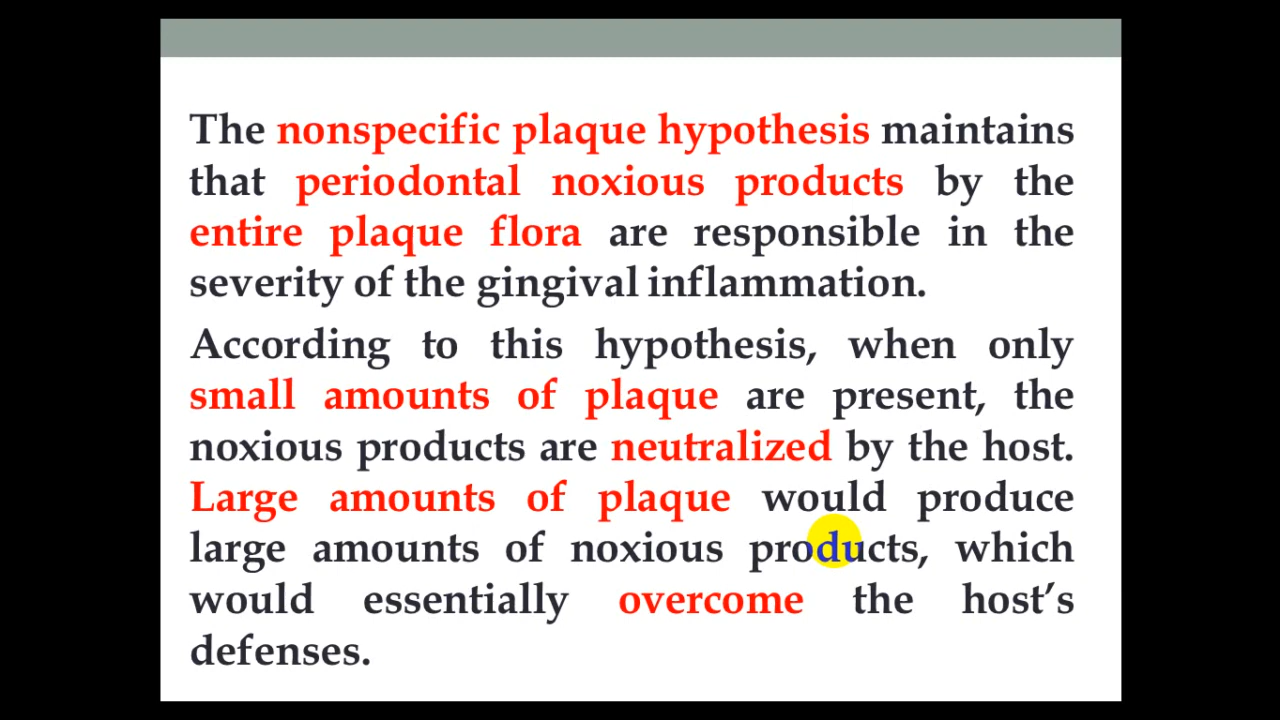 The nonspecific plaque hypothesis maintains
that periodontal noxious products by the
entire plaque flora are responsible in the
severity of the gingival inflammation.
According to this hypothesis, when only
small amounts of plaque are present, the
noxious products are neutralized by the host.
Large amounts of plaque would produce
large amounts of noxious products, which
would essentially overcome the host’s
defenses.